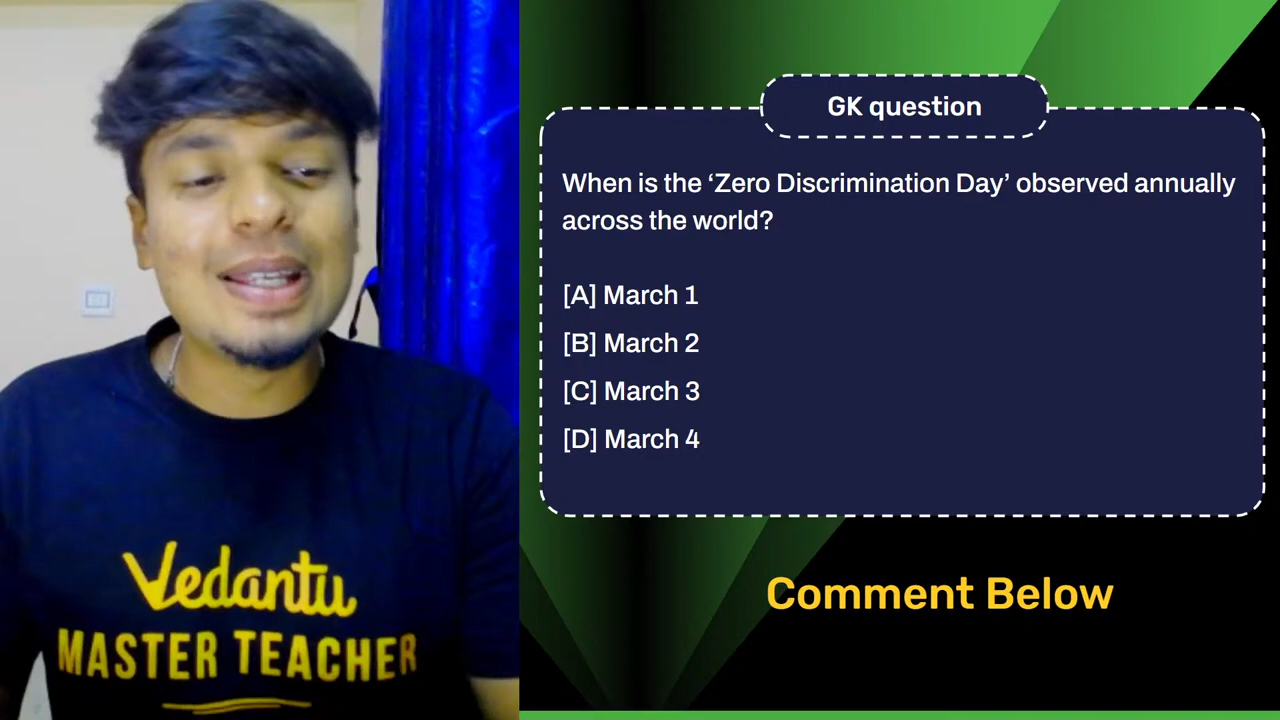 GK question
When is the ‘Zero Discrimination Day’ observed annually
across the world?
[A] March 1
[B] March 2
[C] March 3
[D] March 4
Comment Below
Vedantu
MASTER TEACHER